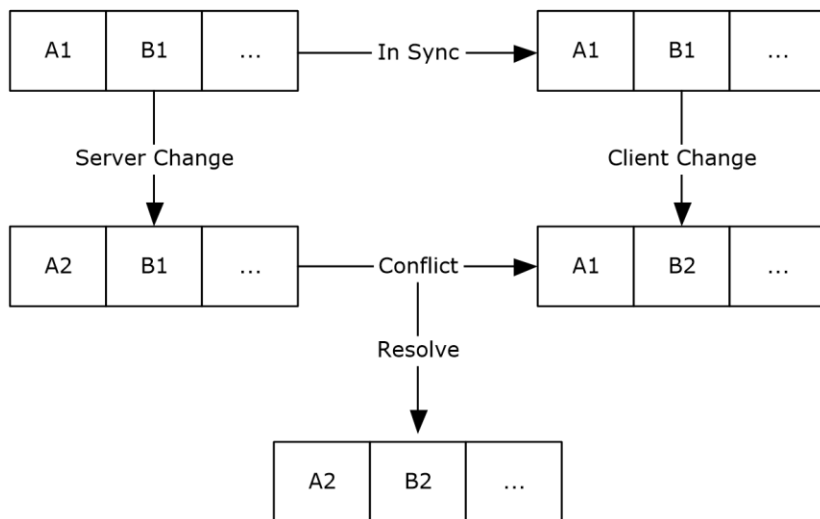 A1 B1 ... In Sync A1 B1 ...
Server Change Client Change
A2 B1 ... Conflict A1 B2 ...
Resolve
A2 B2 ...